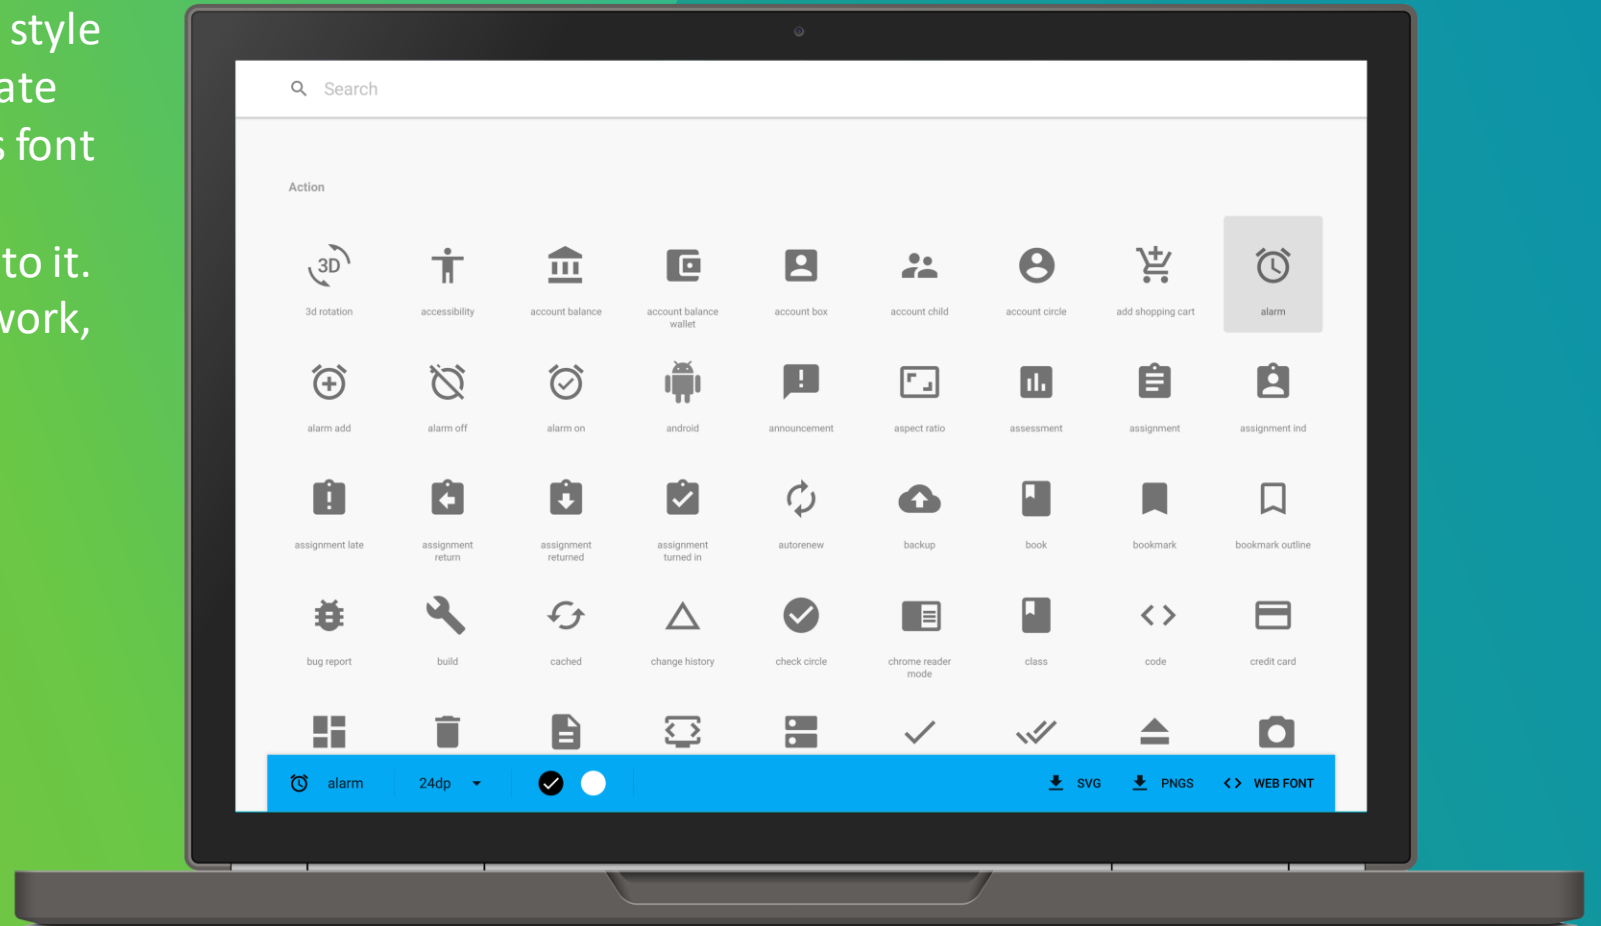 style
ate
s font
to it.
work,
Search
Action
3D
3d rotation
accessibility
account balance
account balance
wallet
account box
account child
account circle
add shopping cart
alarm
alarm add
alarm off
alarm on
android
announcement
aspect ratio
assessment
assignment
assignment ind
assignment late
assignment
return
assignment
returned
assignment
turned in
autorenew
backup
book
bookmark
bookmark outline
bug report
build
cached
change history
check circle
chrome reader
mode
class
code
credit card
alarm
24dp
SVG
PNGS
WEB FONT